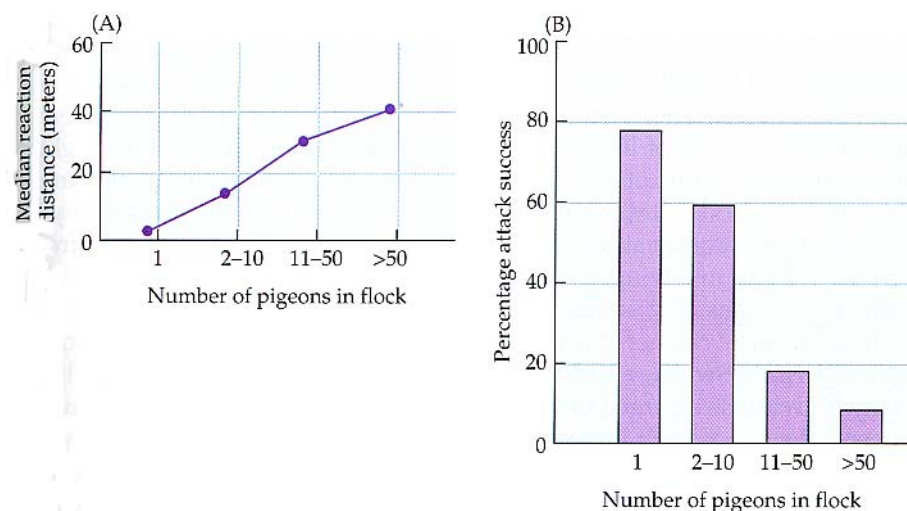 (A)
60
40
20
0
Median reaction
distance (meters)
1 2–10 11–50 >50
Number of pigeons in flock
(B)
100
80
60
40
20
0
Percentage attack success
1 2–10 11–50 >50
Number of pigeons in flock